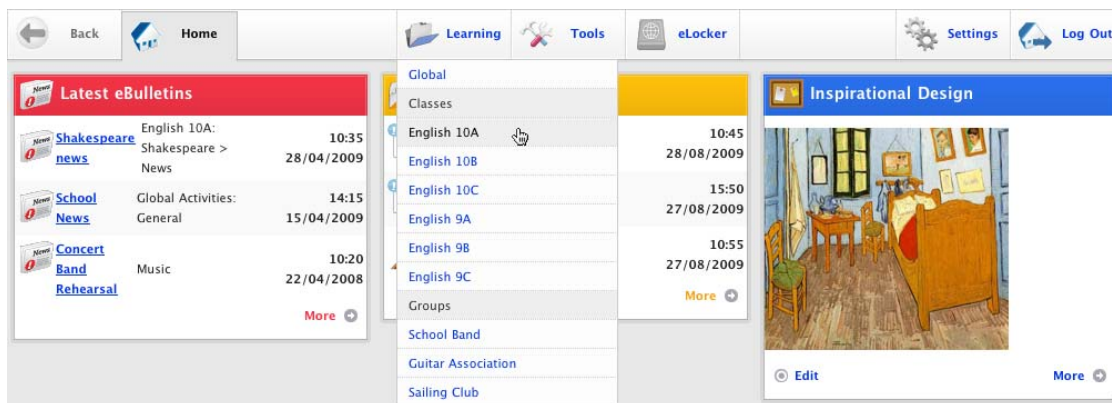 Back
Home
Learning
Tools
eLocker
Settings
Log Out
Latest eBulletins
News
Shakespeare
news
English 10A:
Shakespeare >
News
10:35
28/04/2009
News
School
News
Global Activities:
General
14:15
15/04/2009
News
Concert
Band
Rehearsal
Music
10:20
22/04/2008
More
Global
Classes
English 10A
English 10B
English 10C
English 9A
English 9B
English 9C
Groups
School Band
Guitar Association
Sailing Club
10:45
28/08/2009
15:50
27/08/2009
10:55
27/08/2009
More
Inspirational Design
Edit
More